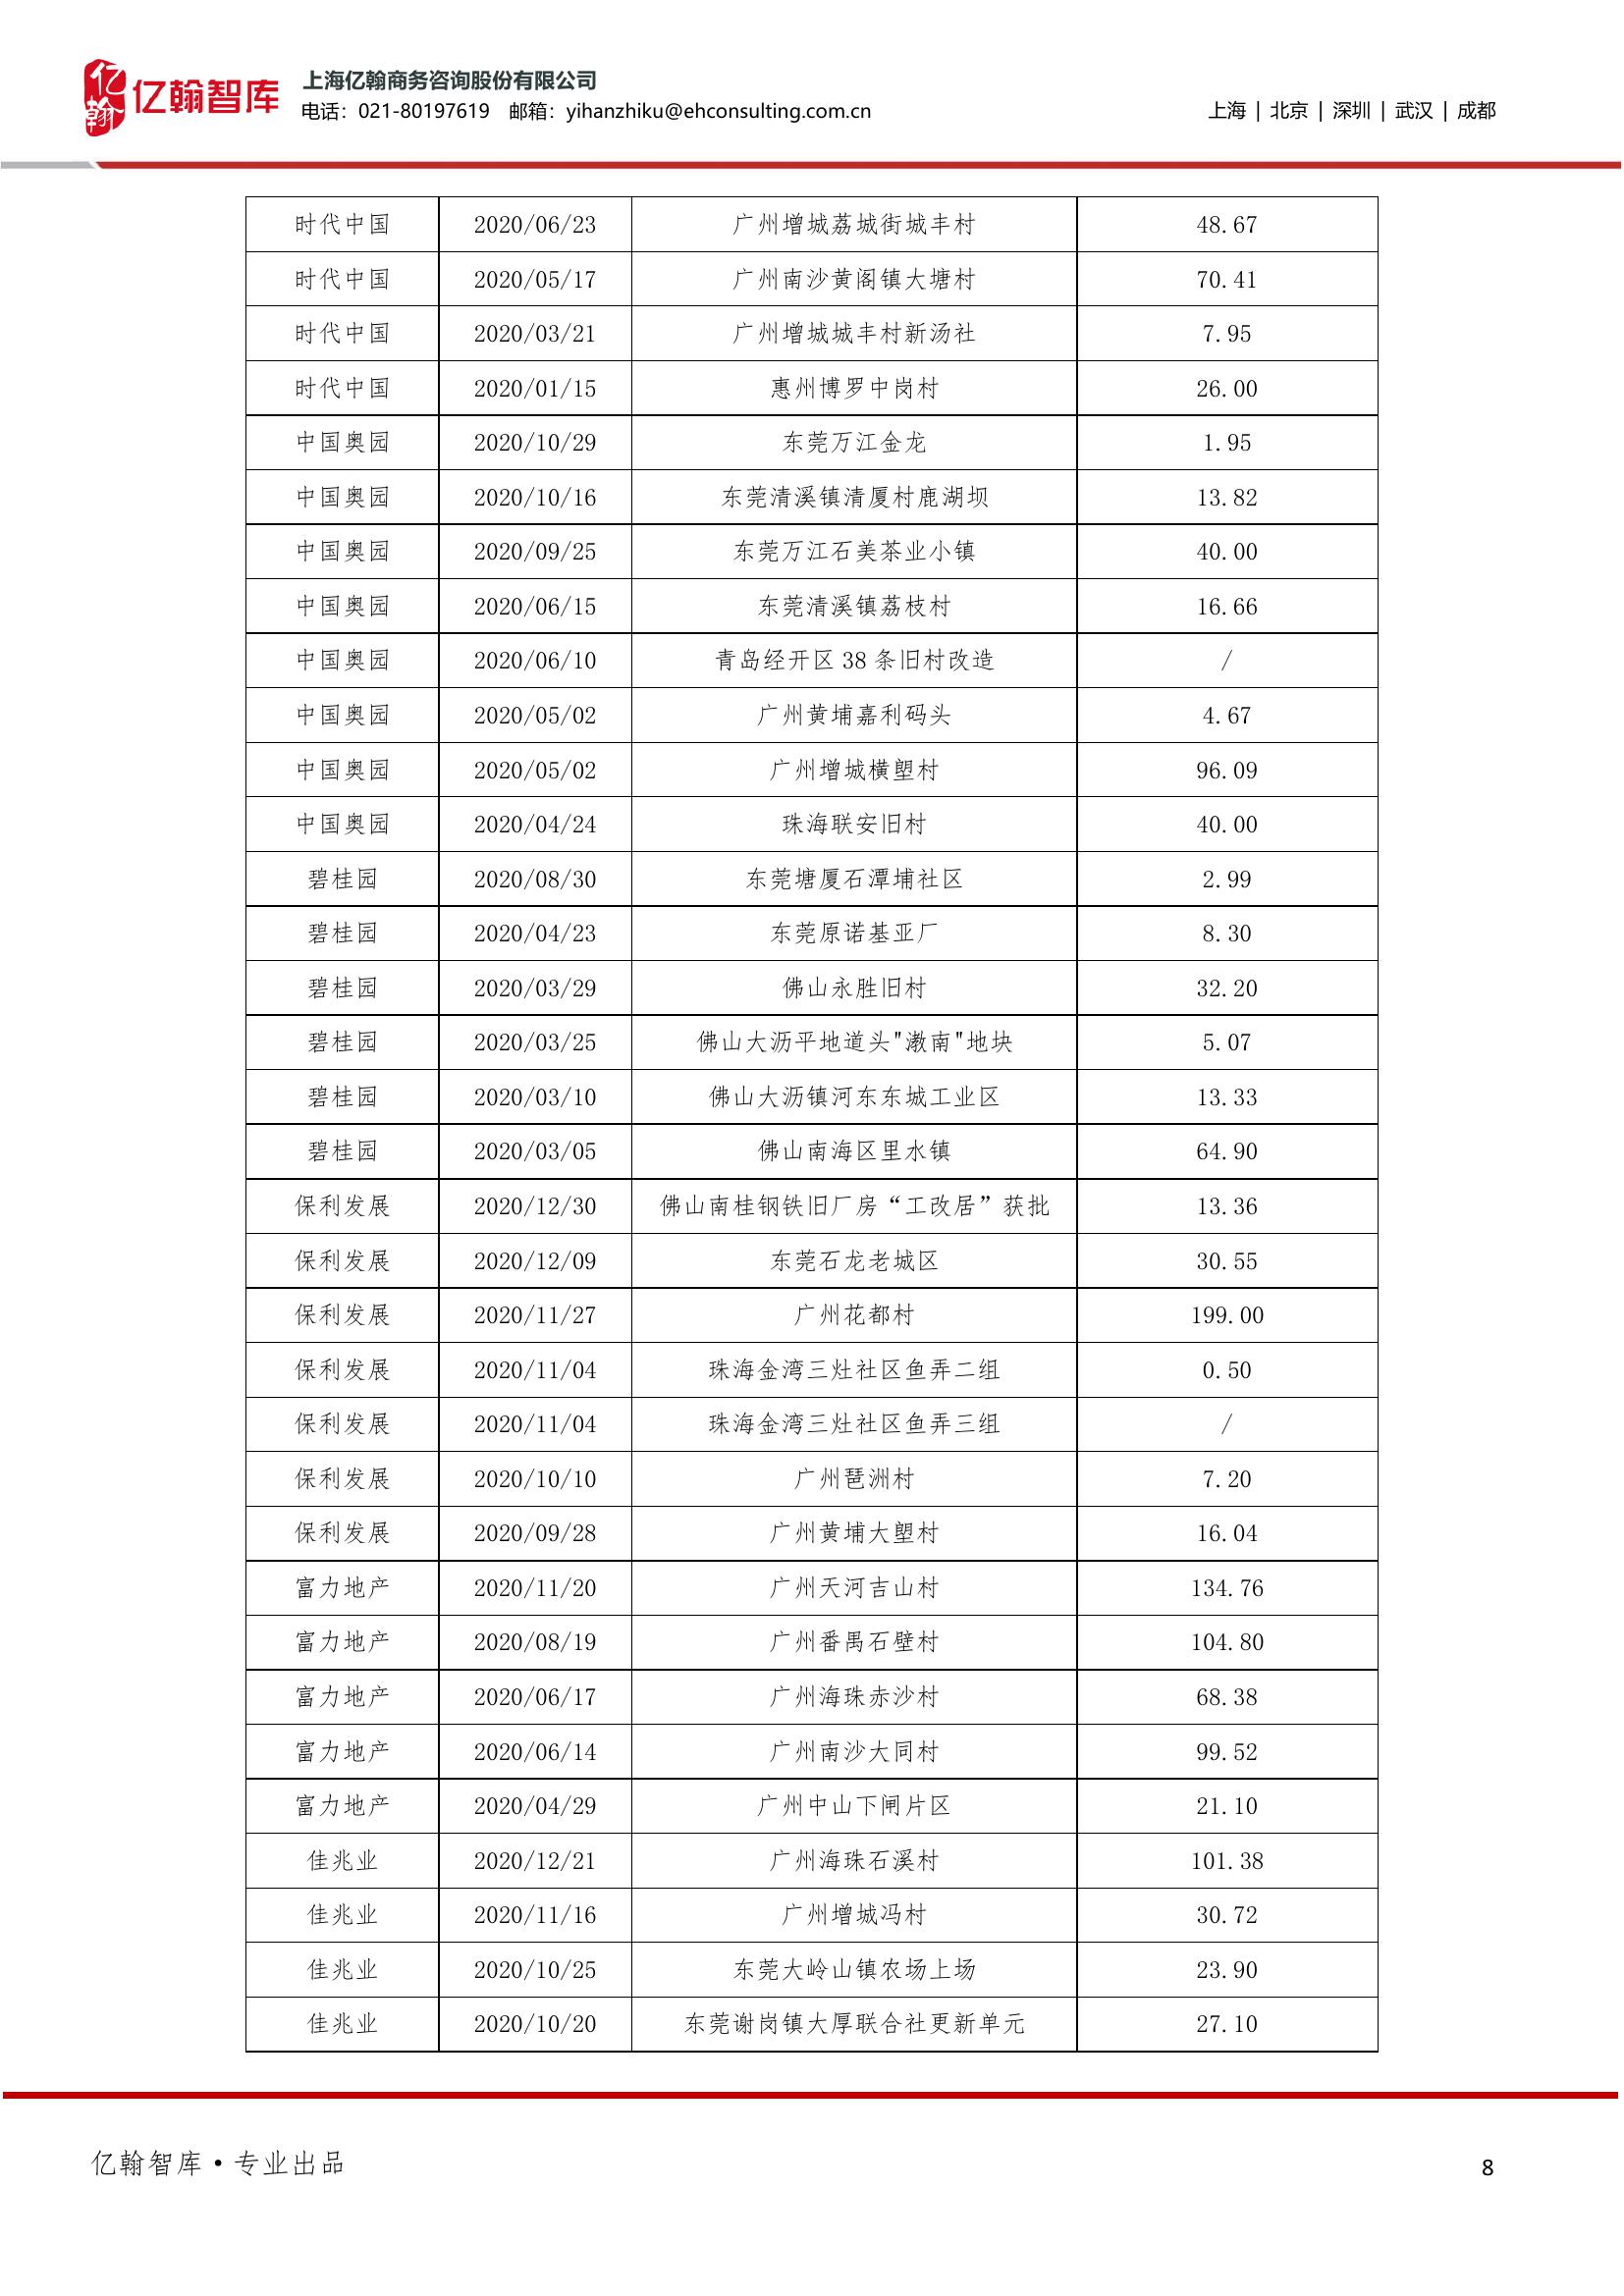 亿翰
亿翰智库
上海亿翰商务咨询股份有限公司
电话：021-80197619 邮箱：yihanzhiku@ehconsulting.com.cn
上海 | 北京 | 深圳 | 武汉 | 成都
时代中国 2020/06/23 广州增城荔城街城丰村 48.67
时代中国 2020/05/17 广州南沙黄阁镇大塘村 70.41
时代中国 2020/03/21 广州增城城丰村新汤社 7.95
时代中国 2020/01/15 惠州博罗中岗村 26.00
中国奥园 2020/10/29 东莞万江金龙 1.95
中国奥园 2020/10/16 东莞清溪镇清厦村鹿湖坝 13.82
中国奥园 2020/09/25 东莞万江石美茶业小镇 40.00
中国奥园 2020/06/15 东莞清溪镇荔枝村 16.66
中国奥园 2020/06/10 青岛经开区 38 条旧村改造 /
中国奥园 2020/05/02 广州黄埔嘉利码头 4.67
中国奥园 2020/05/02 广州增城横塱村 96.09
中国奥园 2020/04/24 珠海联安旧村 40.00
碧桂园 2020/08/30 东莞塘厦石潭埔社区 2.99
碧桂园 2020/04/23 东莞原诺基亚厂 8.30
碧桂园 2020/03/29 佛山永胜旧村 32.20
碧桂园 2020/03/25 佛山大沥平地道头"漖南"地块 5.07
碧桂园 2020/03/10 佛山大沥镇河东东城工业区 13.33
碧桂园 2020/03/05 佛山南海区里水镇 64.90
保利发展 2020/12/30 佛山南桂钢铁旧厂房“工改居”获批 13.36
保利发展 2020/12/09 东莞石龙老城区 30.55
保利发展 2020/11/27 广州花都村 199.00
保利发展 2020/11/04 珠海金湾三灶社区鱼弄二组 0.50
保利发展 2020/11/04 珠海金湾三灶社区鱼弄三组 /
保利发展 2020/10/10 广州琶洲村 7.20
保利发展 2020/09/28 广州黄埔大塱村 16.04
富力地产 2020/11/20 广州天河吉山村 134.76
富力地产 2020/08/19 广州番禺石壁村 104.80
富力地产 2020/06/17 广州海珠赤沙村 68.38
富力地产 2020/06/14 广州南沙大同村 99.52
富力地产 2020/04/29 广州中山下闸片区 21.10
佳兆业 2020/12/21 广州海珠石溪村 101.38
佳兆业 2020/11/16 广州增城冯村 30.72
佳兆业 2020/10/25 东莞大岭山镇农场上场 23.90
佳兆业 2020/10/20 东莞谢岗镇大厚联合社更新单元 27.10
亿翰智库•专业出品
8